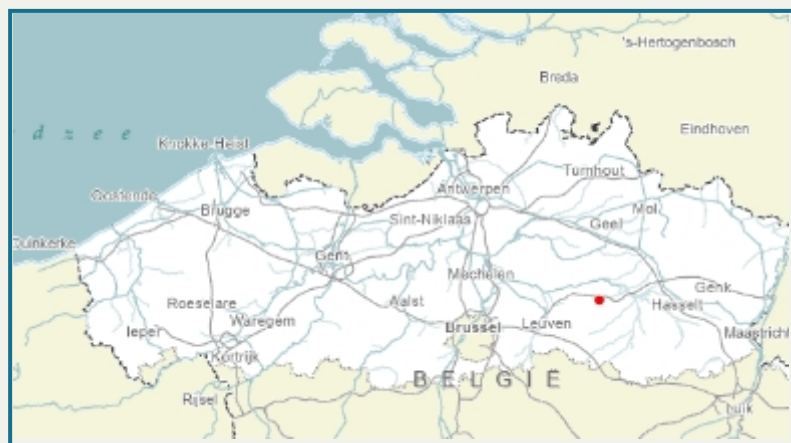 's-Hertogenbosch
Breda
Eindhoven
d z e e
Knokke-Heist
Turnhout
Antwerpen
Oostende
Brugge
Sint-Niklaas
Geel
Mol
Duinkerke
Gent
Mechelen
Genk
Roeselare
Aalst
Hasselt
Ieper
Waregem
Brussel
Leuven
Maastricht
Kortrijk
BELGIË
Rijsel
Luik